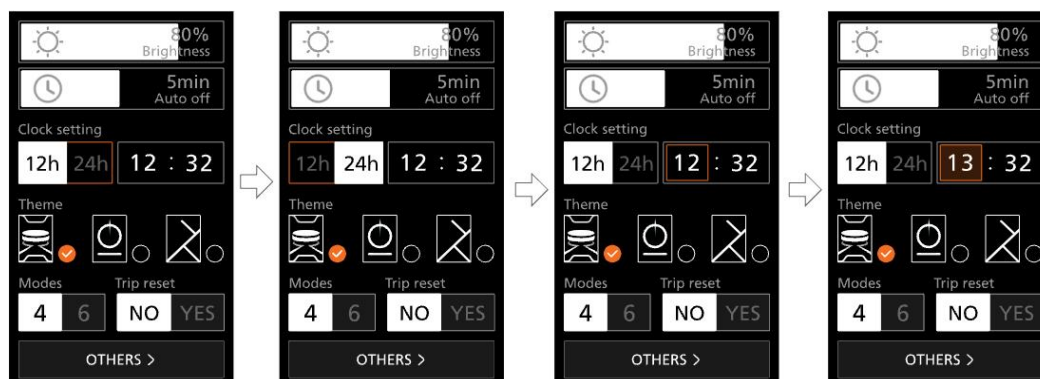 80%
Brightness
5min
Auto off
Clock setting
12h 24h 12 : 32
Theme
Modes Trip reset
4 6 NO YES
OTHERS >
80%
Brightness
5min
Auto off
Clock setting
12h 24h 12 : 32
Theme
Modes Trip reset
4 6 NO YES
OTHERS >
80%
Brightness
5min
Auto off
Clock setting
12h 24h 12 : 32
Theme
Modes Trip reset
4 6 NO YES
OTHERS >
80%
Brightness
5min
Auto off
Clock setting
12h 24h 13 : 32
Theme
Modes Trip reset
4 6 NO YES
OTHERS >